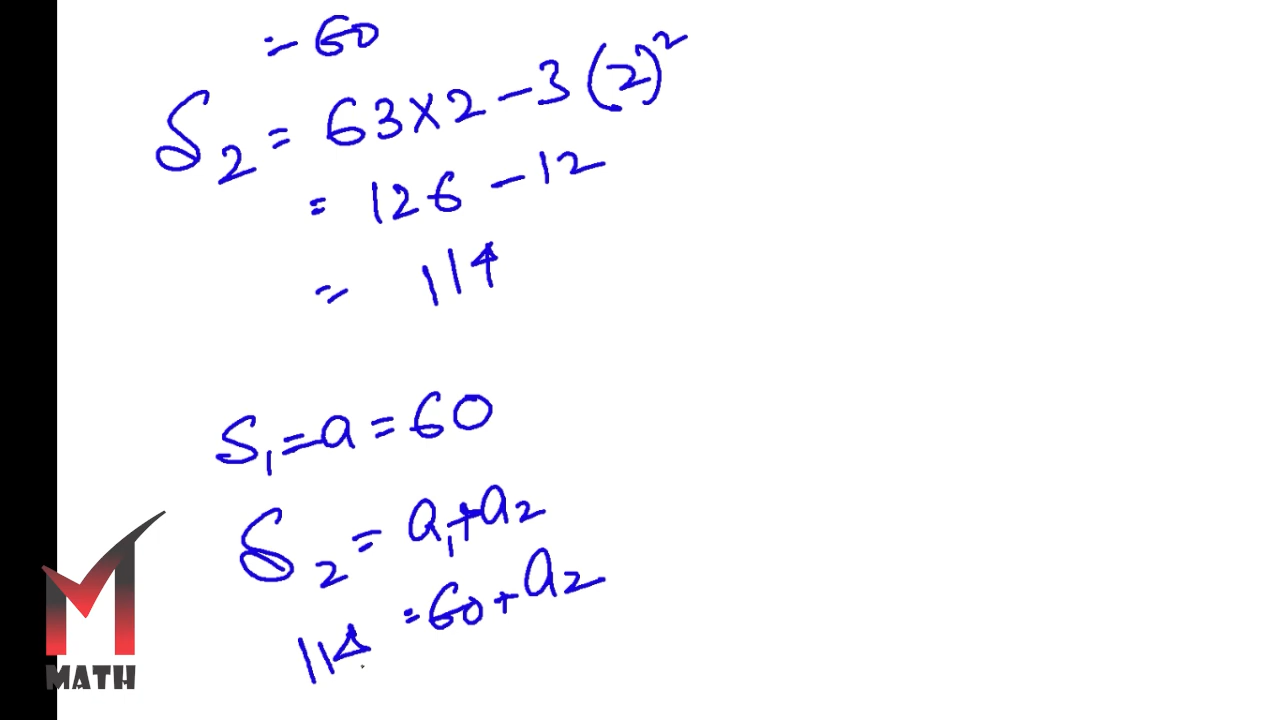 = 60
S₂ = 63×2 - 3(2)²
= 126 - 12
= 114
S₁ = a = 60
S₂ = a₁+a₂
114 = 60+a₂
MATH